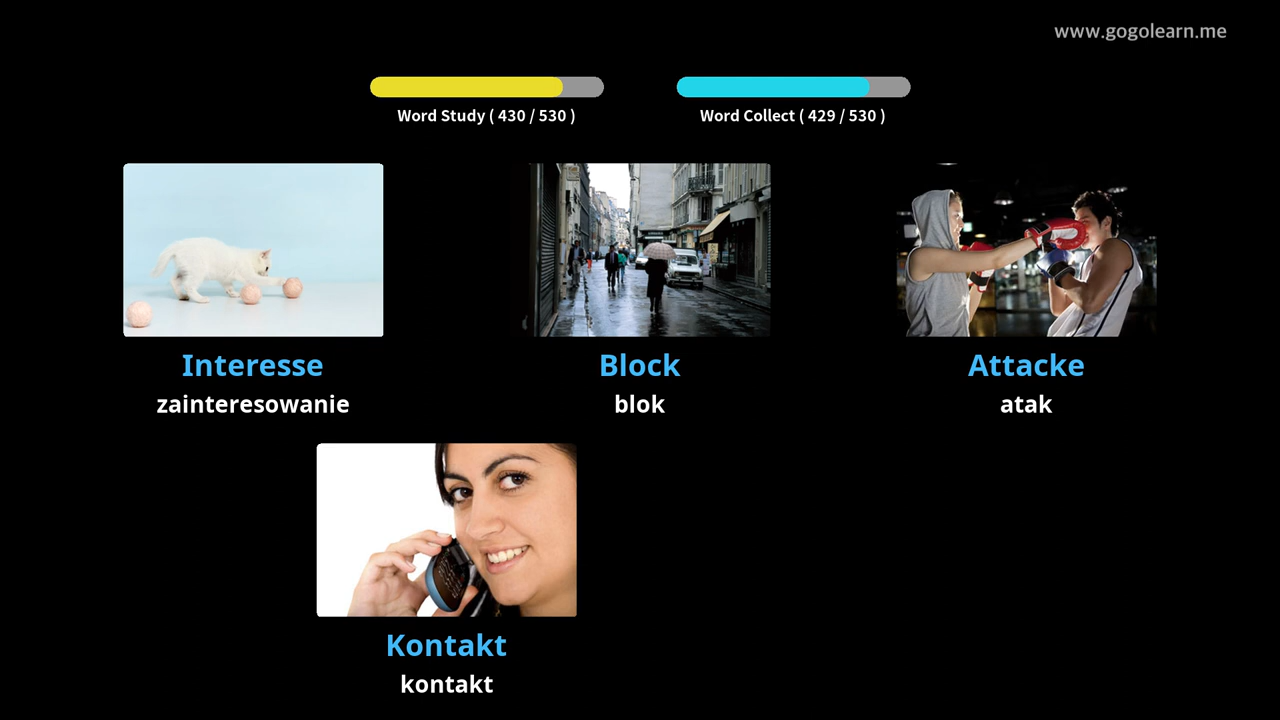 www.gogolearn.me
Word Study ( 430 / 530 )
Word Collect ( 429 / 530 )
Interesse
zainteresowanie
Block
blok
Attacke
atak
Kontakt
kontakt